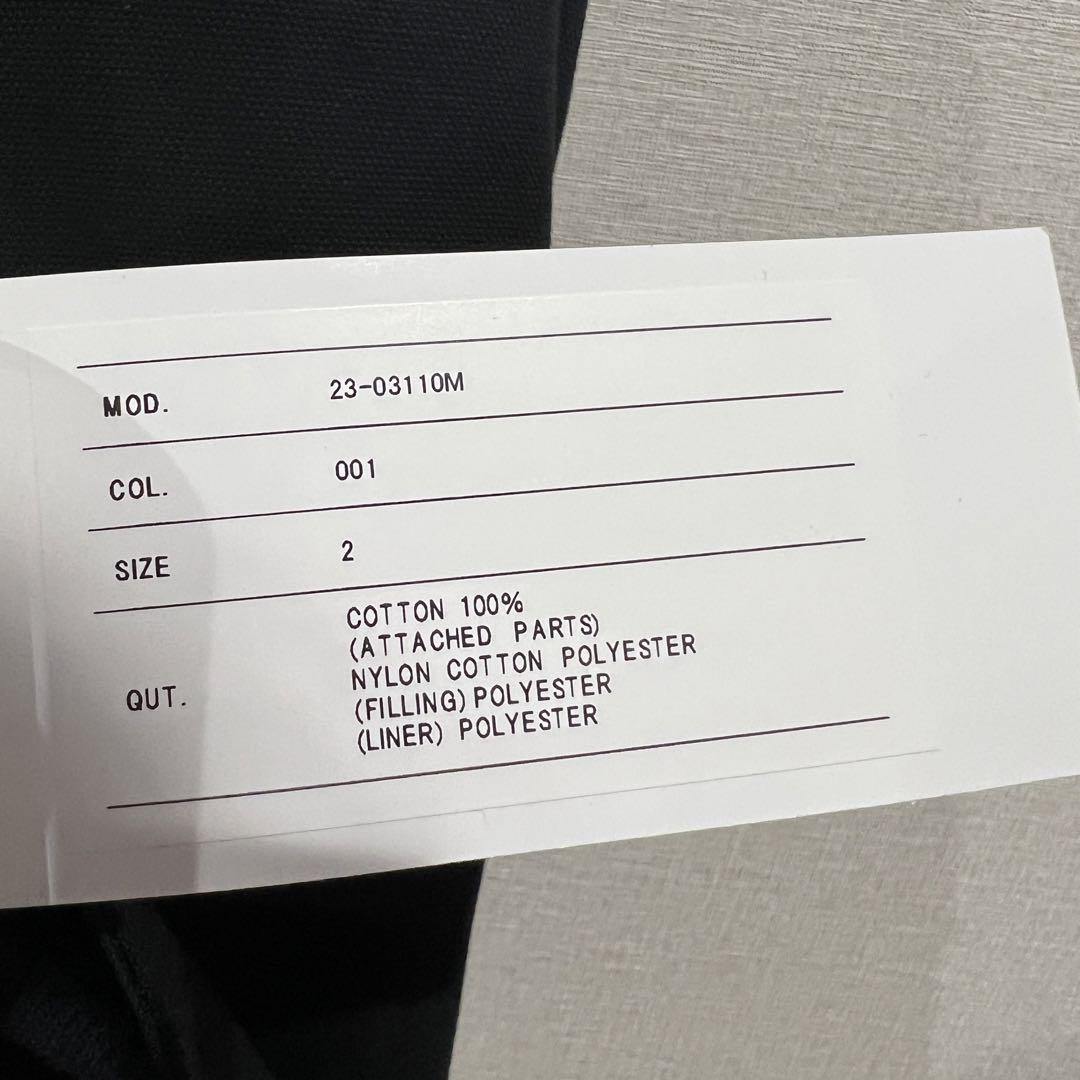 MOD. 23-03110M
COL. 001
SIZE 2
QUT. COTTON 100%
(ATTACHED PARTS)
NYLON COTTON POLYESTER
(FILLING)POLYESTER
(LINER) POLYESTER